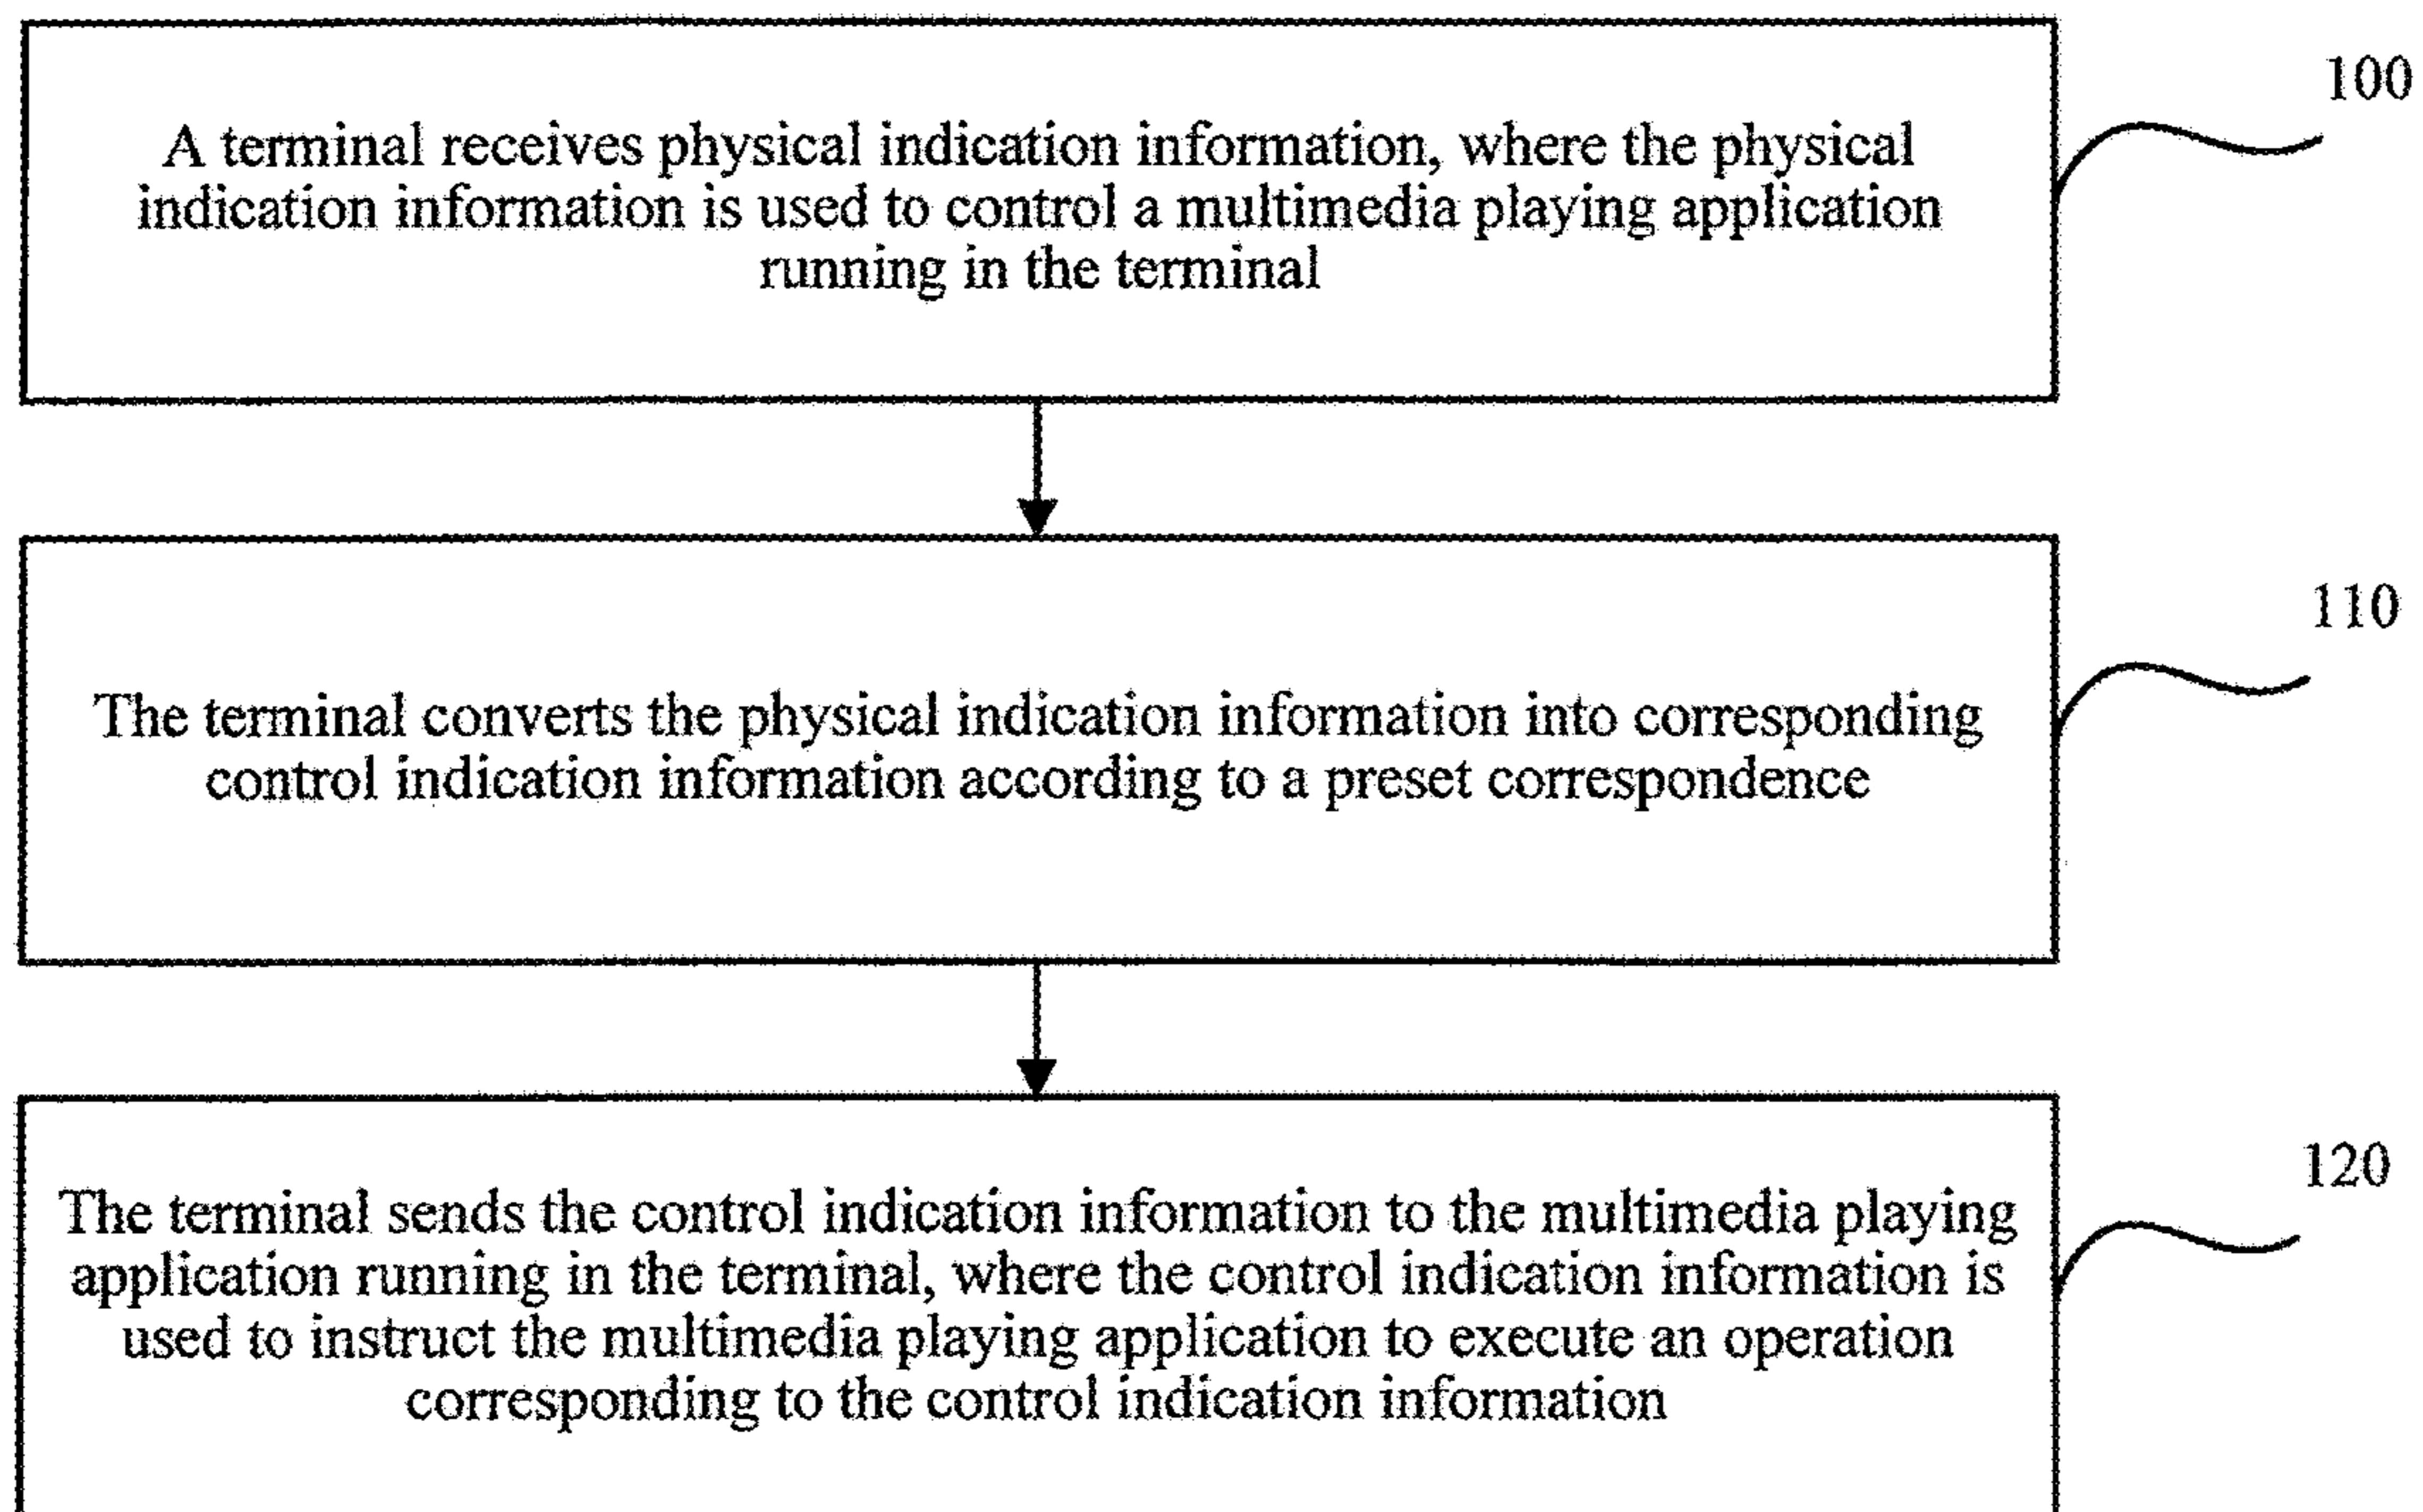 100
A terminal receives physical indication information, where the physical
indication information is used to control a multimedia playing application
running in the terminal
110
The terminal converts the physical indication information into corresponding
control indication information according to a preset correspondence
120
The terminal sends the control indication information to the multimedia playing
application running in the terminal, where the control indication information is
used to instruct the multimedia playing application to execute an operation
corresponding to the control indication information